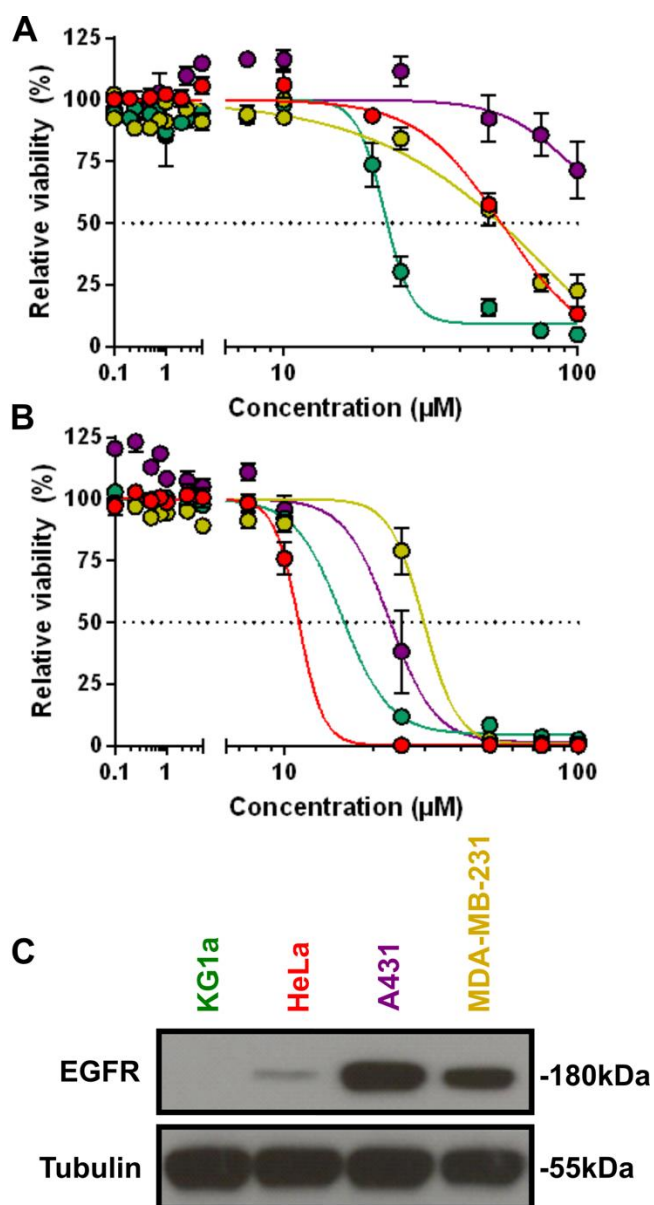 A
125
100
75
50
25
0
Relative viability (%)
0.1 1 10 100
Concentration (µM)
B
125
100
75
50
25
0
Relative viability (%)
0.1 1 10 100
Concentration (µM)
C
KG1a HeLa A431 MDA-MB-231
EGFR -180kDa
Tubulin -55kDa